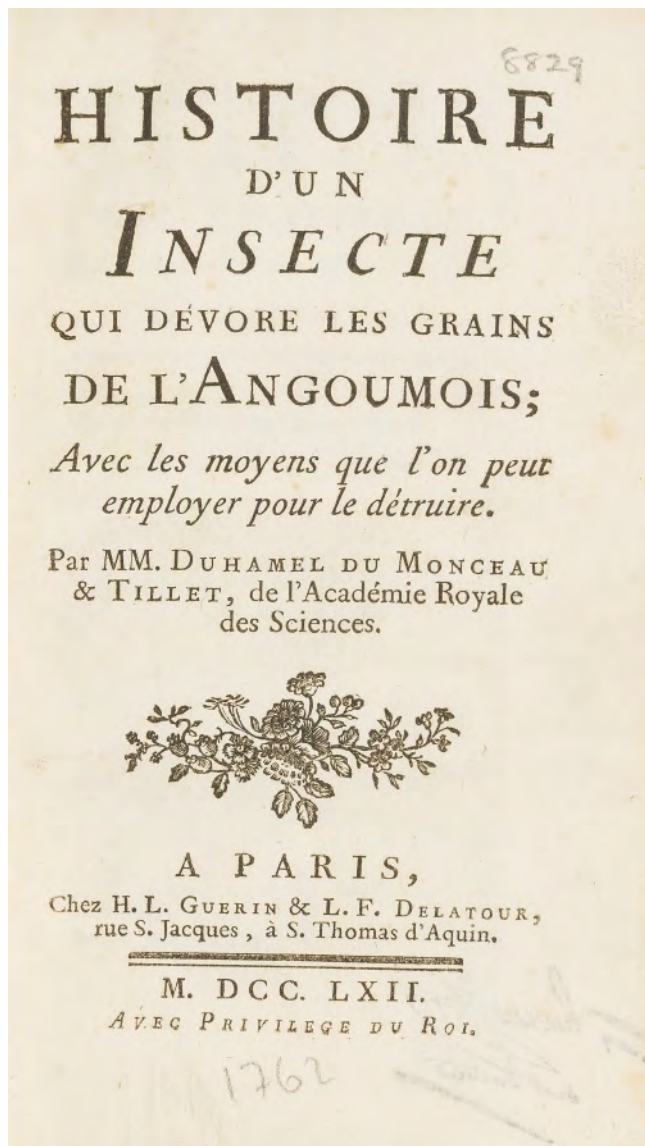 8829
HISTOIRE
D'UN
INSECTE
QUI DÉVORE LES GRAINS
DE L'ANGOUMOIS;
Avec les moyens que l'on peut
employer pour le détruire.
Par MM. DUHAMEL DU MONCEAU
& TILLET, de l'Académie Royale
des Sciences.
A PARIS,
Chez H. L. GUERIN & L. F. DELATOUR,
rue S. Jacques, à S. Thomas d'Aquin.
M. DCC. LXII.
AVEC PRIVILEGE DU ROI.
1762